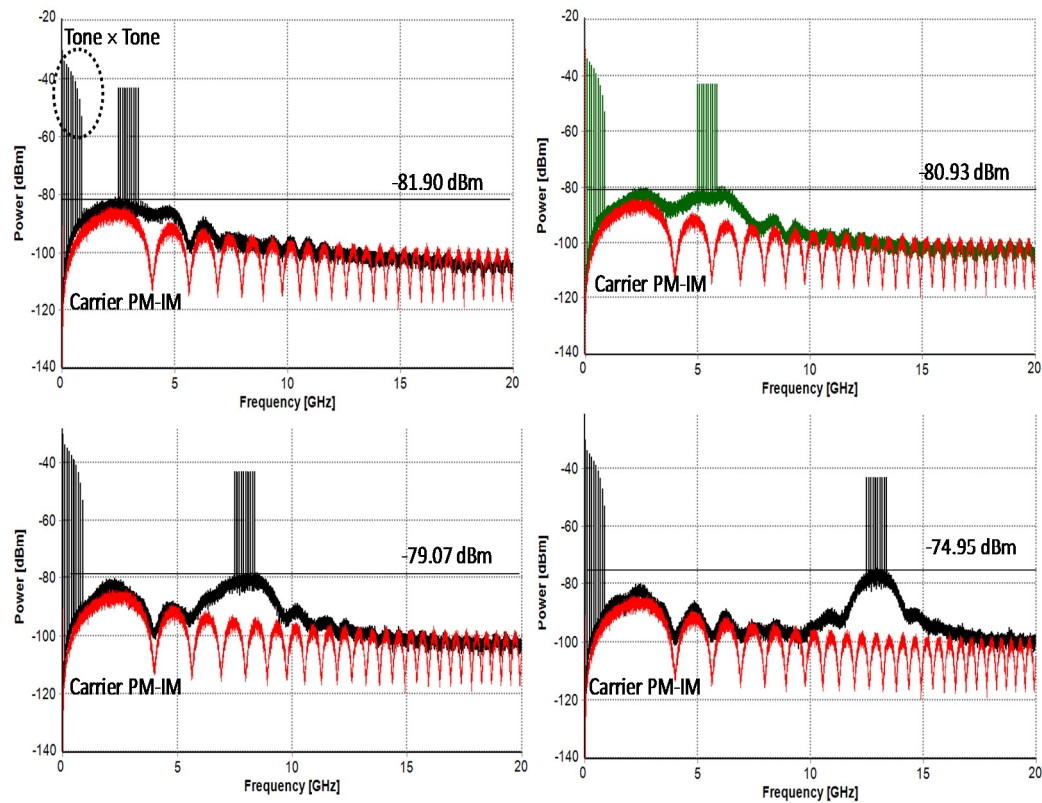 -20
Tone × Tone
-40
-60
-81.90 dBm
-80
-100
Carrier PM-IM
-120
-140
Power [dBm]
0 5 10 15 20
Frequency [GHz]
-20
-40
-60
-80.93 dBm
-80
-100
Carrier PM-IM
-120
-140
Power [dBm]
0 5 10 15 20
Frequency [GHz]
-40
-60
-79.07 dBm
-80
-100
Carrier PM-IM
-120
-140
Power [dBm]
0 5 10 15 20
Frequency [GHz]
-40
-60
-74.95 dBm
-80
-100
Carrier PM-IM
-120
-140
Power [dBm]
0 5 10 15 20
Frequency [GHz]